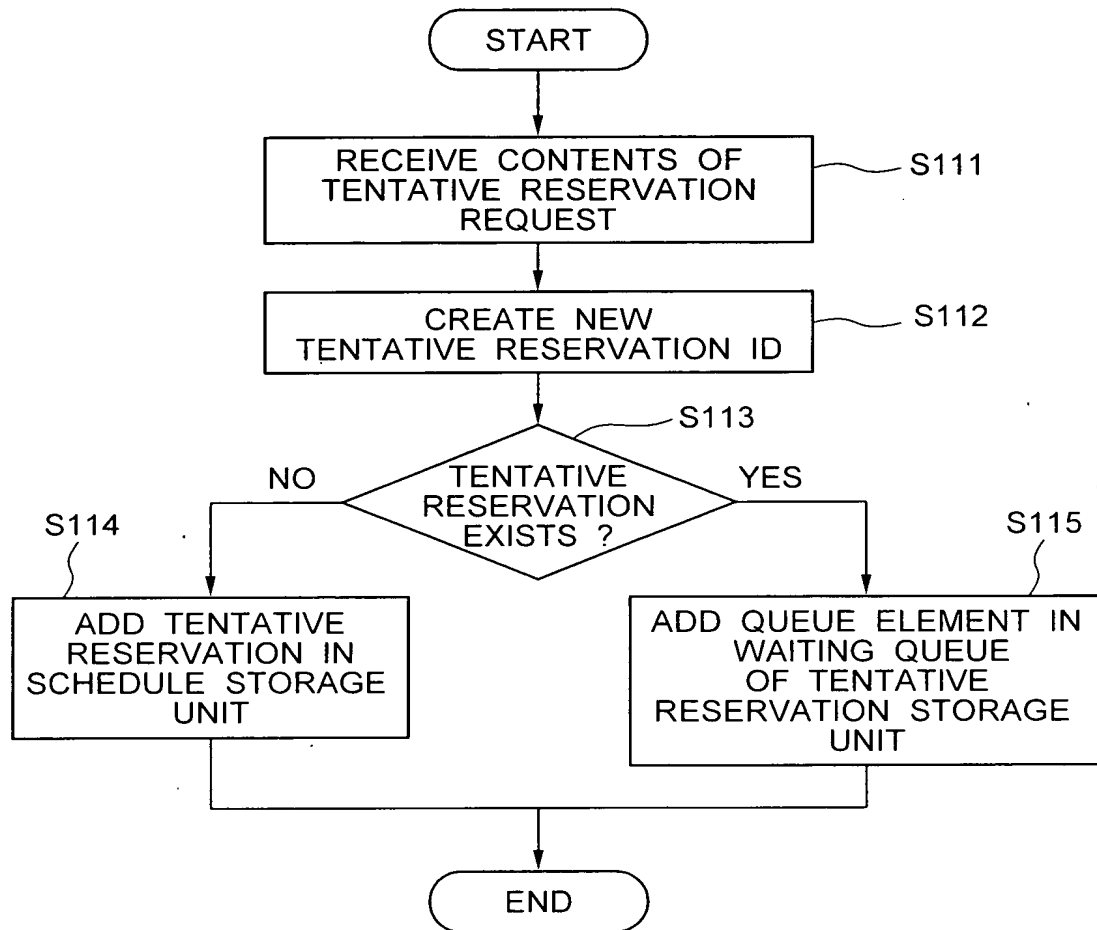 START
RECEIVE CONTENTS OF
TENTATIVE RESERVATION
REQUEST
S111
CREATE NEW
TENTATIVE RESERVATION ID
S112
S113
TENTATIVE
RESERVATION
EXISTS ?
NO
YES
S114
S115
ADD TENTATIVE
RESERVATION IN
SCHEDULE STORAGE
UNIT
ADD QUEUE ELEMENT IN
WAITING QUEUE
OF TENTATIVE
RESERVATION STORAGE
UNIT
END